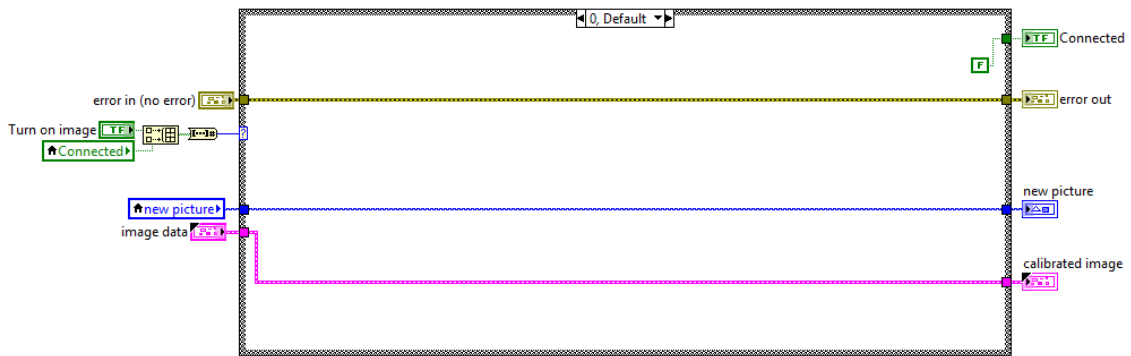 0, Default
TF
Connected
F
error in (no error)
error out
Turn on image
TF
?
Connected
new picture
new picture
image data
calibrated image